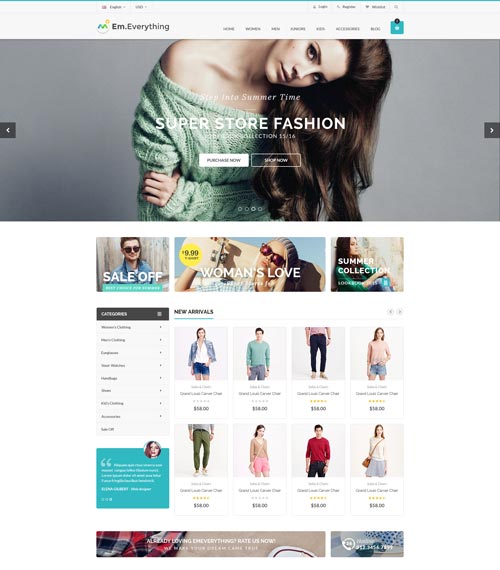 English
USD
Login
Register
Wishlist
Em.Everything
HOME
WOMEN
MEN
JUNIORS
KIDS
ACCESSORIES
BLOG
Step Into Summer Time
SUPER STORE FASHION
COLLECTION 15/16
PURCHASE NOW
SHOP NOW
SALE OFF
BEST CHOICE FOR SUMMER
$9.99
T-SHIRT
WOMAN'S LOVE
SUMMER
COLLECTION
LOOKBOOK 2015
CATEGORIES
Women's Clothing
Men's Clothing
Eyeglasses
Steel Watches
Handbags
Shoes
Kid's Clothing
Accessories
Sale Off
NEW ARRIVALS
Sofa & Chairs
Grand Louis Carver Chair
$58.00
Sofa & Chairs
Grand Louis Carver Chair
$58.00
Sofa & Chairs
Grand Louis Carver Chair
$58.00
Sofa & Chairs
Grand Louis Carver Chair
$58.00
Sofa & Chairs
Grand Louis Carver Chair
$58.00
Sofa & Chairs
Grand Louis Carver Chair
$58.00
Sofa & Chairs
Grand Louis Carver Chair
$58.00
Sofa & Chairs
Grand Louis Carver Chair
$58.00
ELENA GILBERT - Web designer
ALREADY LOVING EMEVERYTHING? RATE US NOW!
WE MAKE YOUR DREAM CAME TRUE
Hotline
012.3456.7899